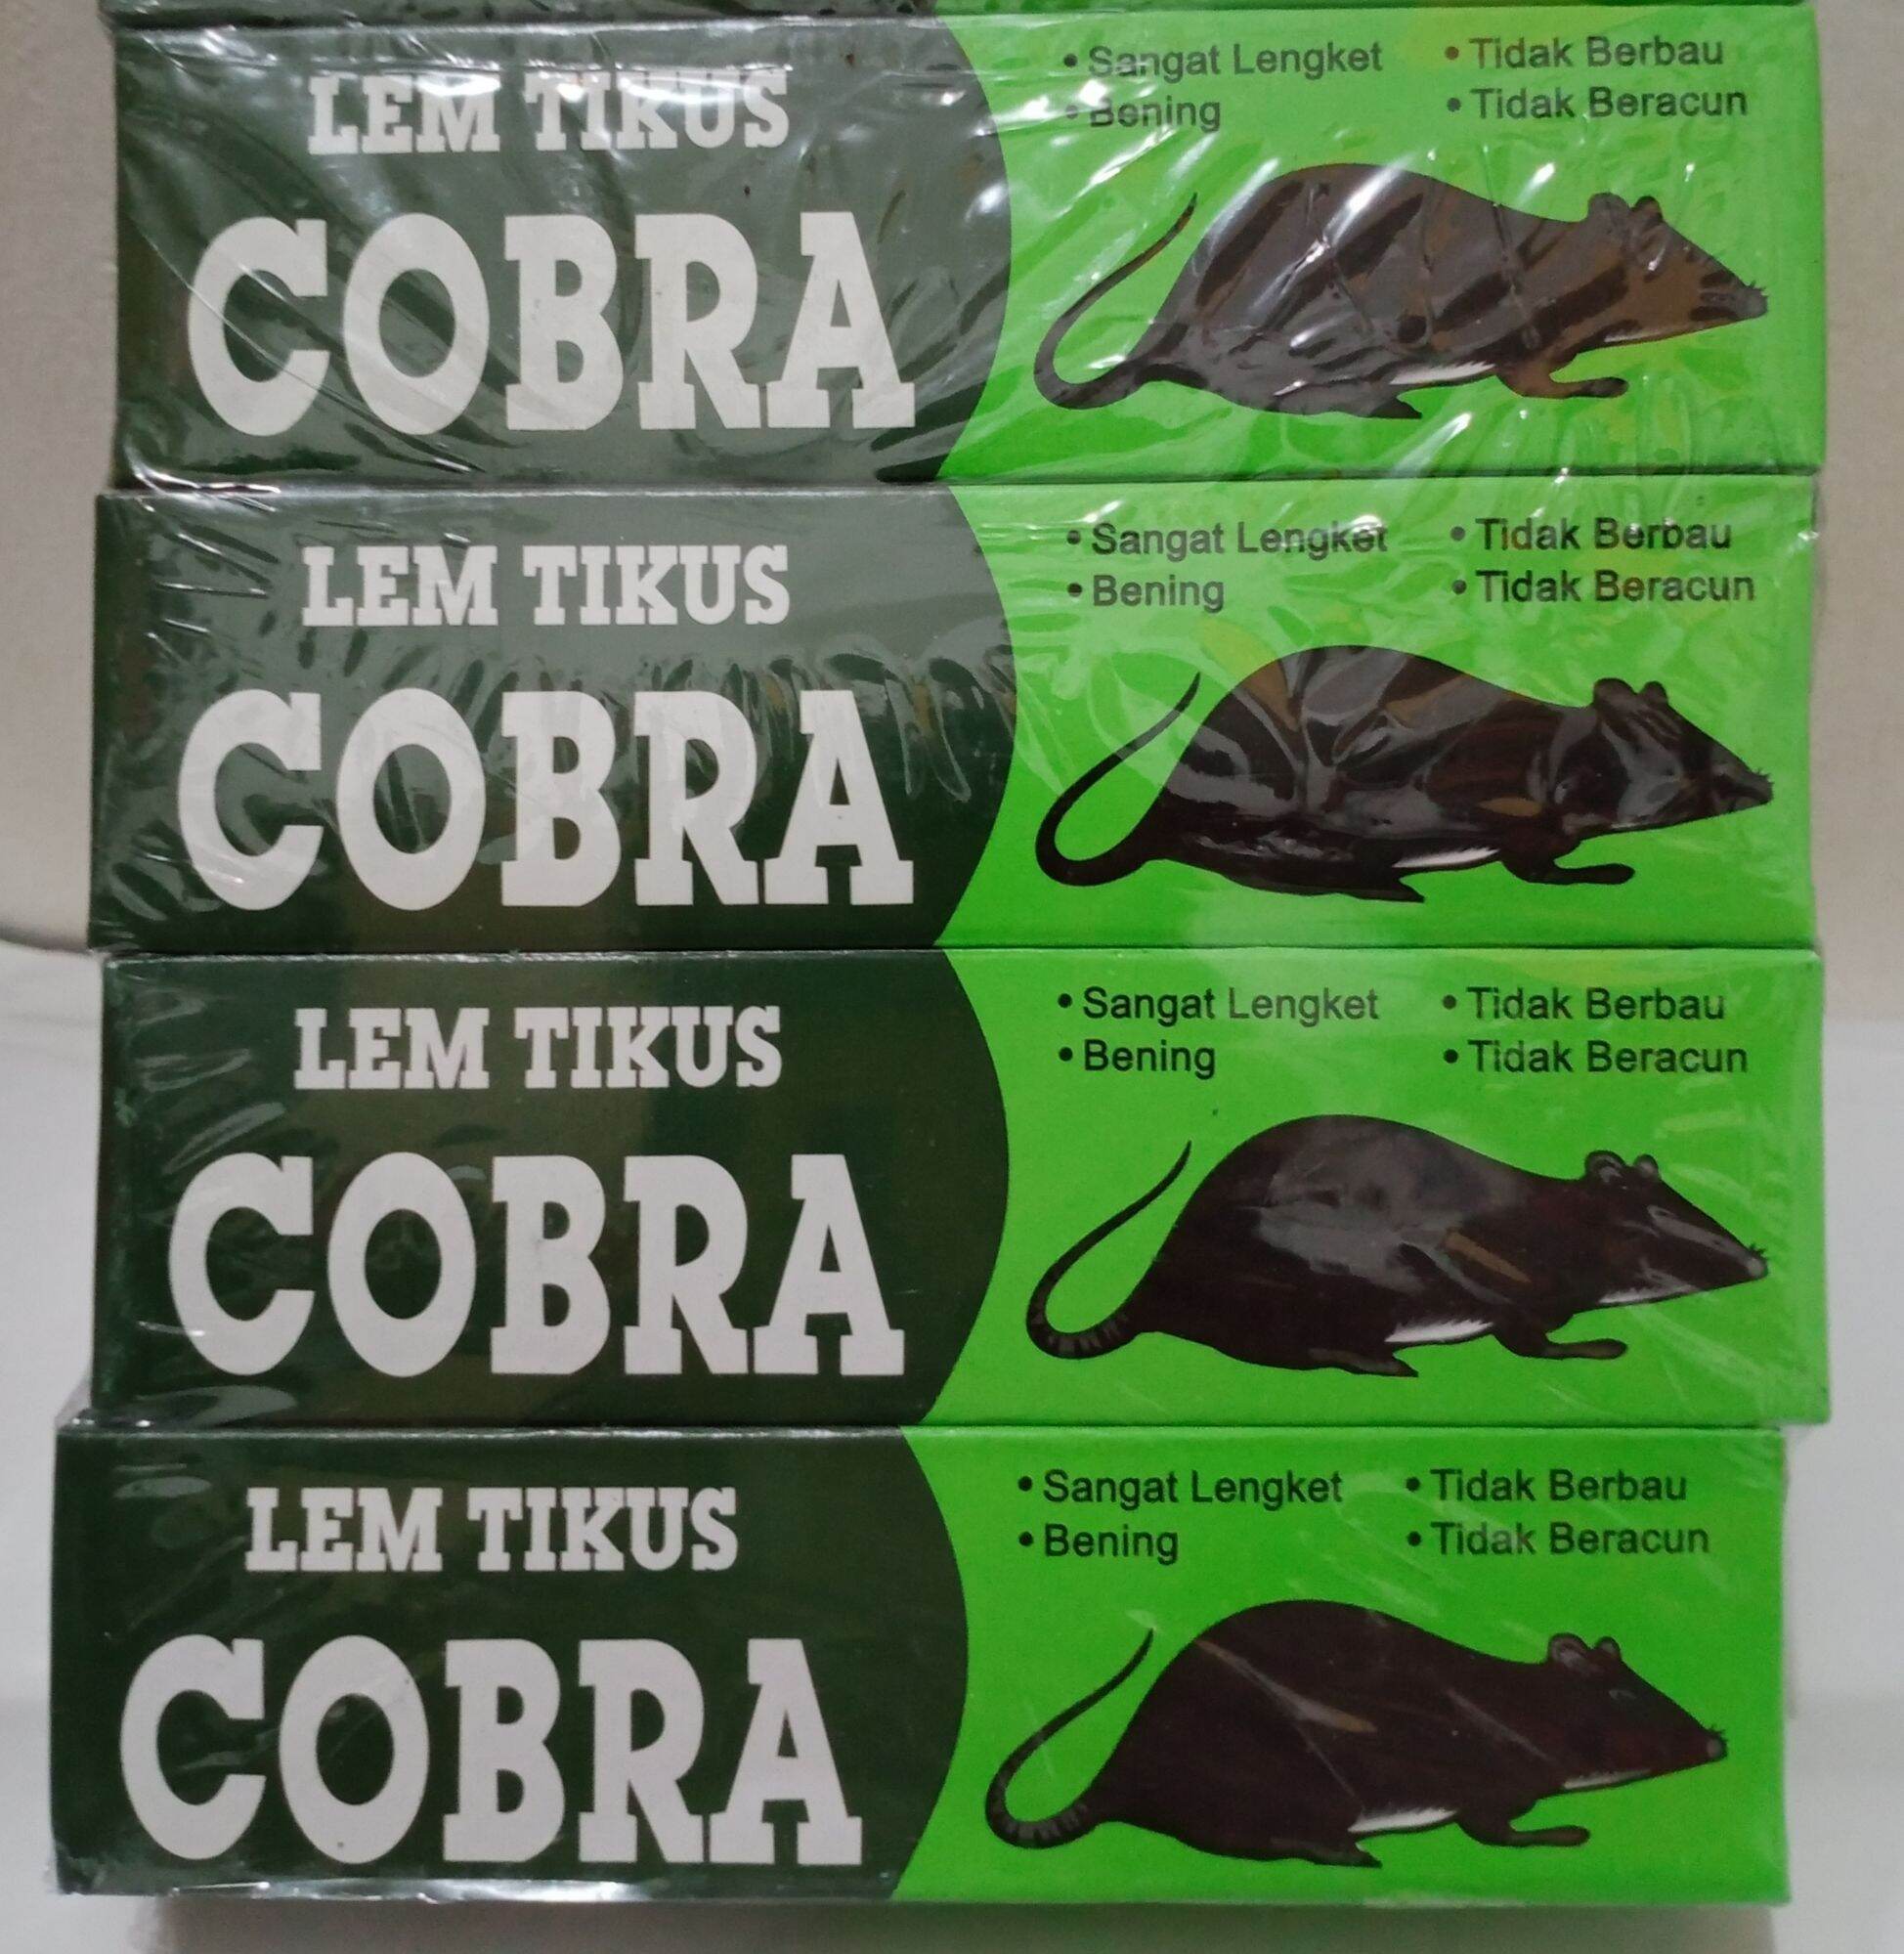 LEM TIKUS
COBRA
• Sangat Lengket • Tidak Berbau
• Bening • Tidak Beracun
LEM TIKUS
COBRA
• Sangat Lengket • Tidak Berbau
• Bening • Tidak Beracun
LEM TIKUS
COBRA
• Sangat Lengket • Tidak Berbau
• Bening • Tidak Beracun
LEM TIKUS
COBRA
• Sangat Lengket • Tidak Berbau
• Bening • Tidak Beracun